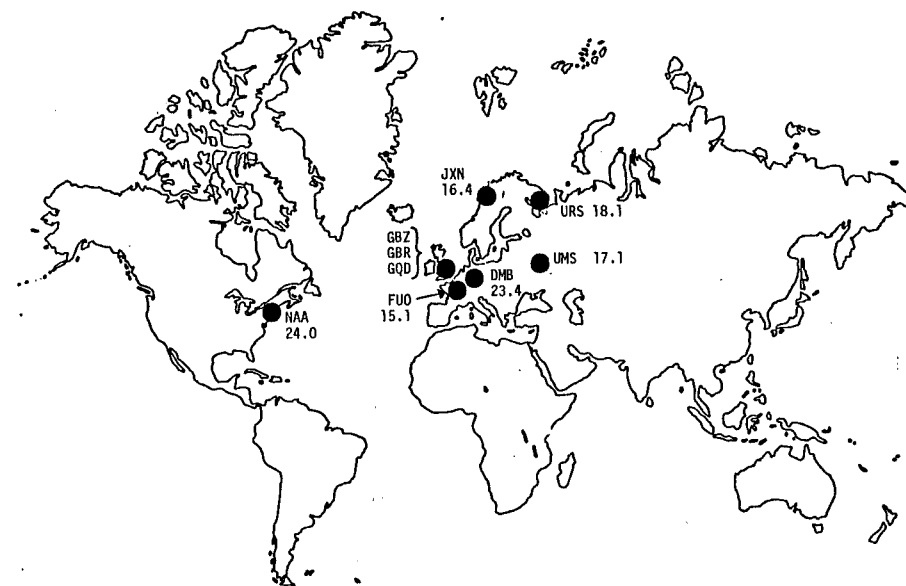 JXN
16.4
URS 18.1
GBZ
GBR
GQD
UMS 17.1
DMB
23.4
FUO
15.1
NAA
24.0